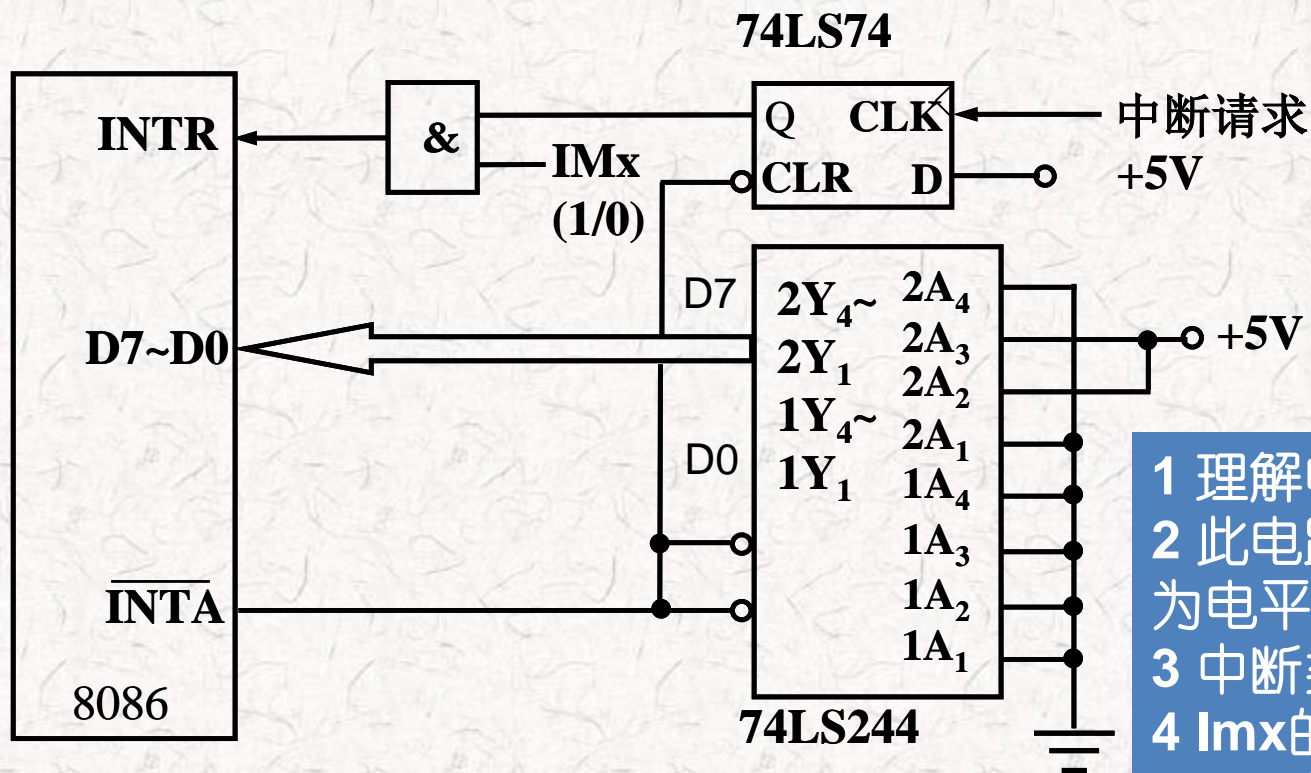 74LS74
INTR
&
IMx
(1/0)
Q
CLK
CLR
D
中断请求
+5V
D7~D0
D7
D0
2Y₄~
2Y₁
1Y₄~
1Y₁
2A₄
2A₃
2A₂
2A₁
1A₄
1A₃
1A₂
1A₁
+5V
INTA
8086
74LS244
1 理解
2 此电
为电平
3 中断
4 Imx